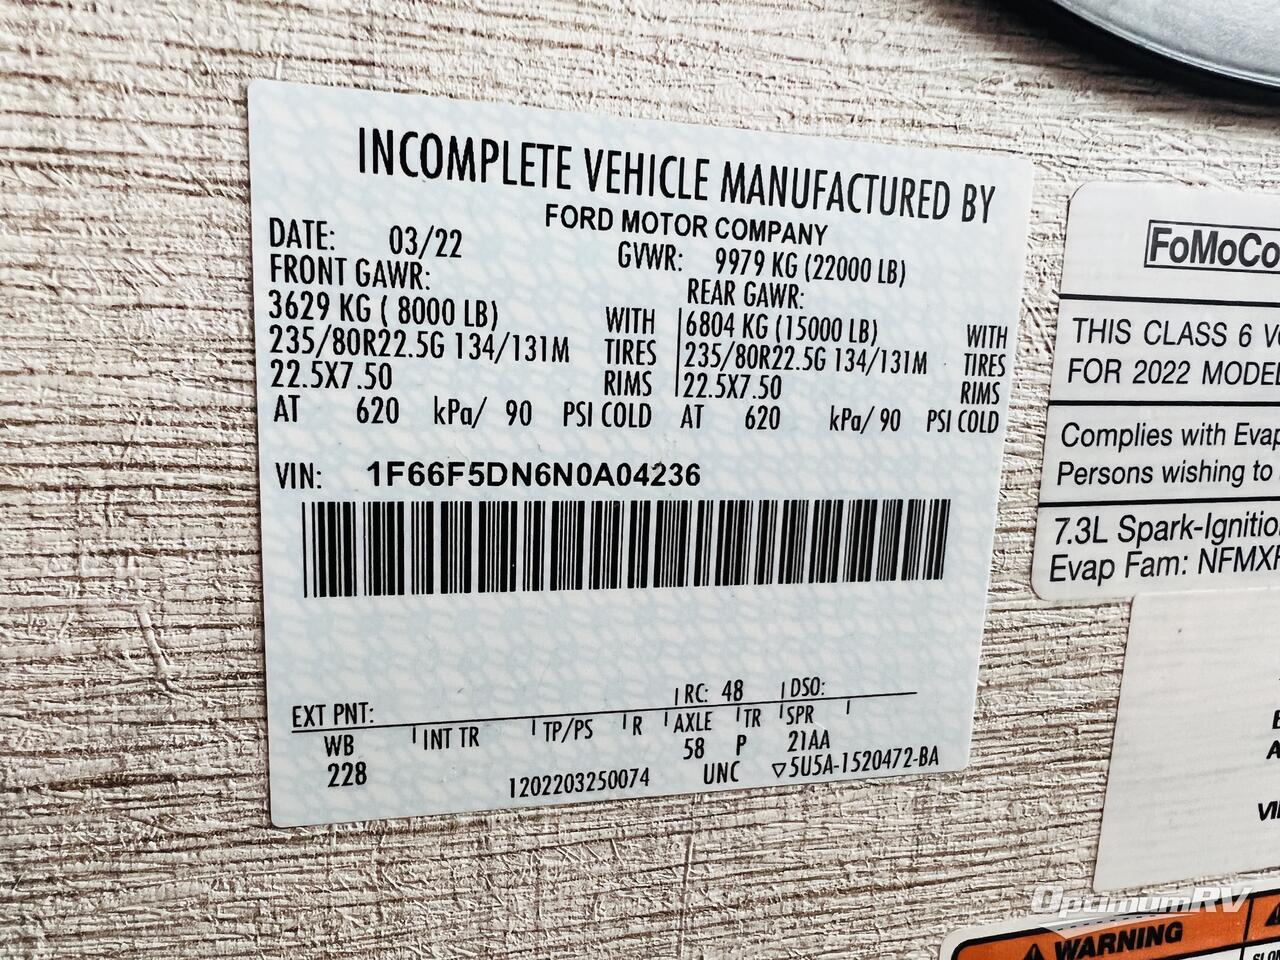 INCOMPLETE VEHICLE MANUFACTURED BY
FORD MOTOR COMPANY
DATE: 03/22 GVWR: 9979 KG (22000 LB)
FRONT GAWR: REAR GAWR:
3629 KG ( 8000 LB) WITH 6804 KG (15000 LB) WITH
235/80R22.5G 134/131M TIRES 235/80R22.5G 134/131M TIRES
22.5X7.50 RIMS 22.5X7.50 RIMS
AT 620 kPa/ 90 PSI COLD AT 620 kPa/ 90 PSI COLD
VIN: 1F66F5DN6N0A04236
EXT PNT: RC: 48 DSO:
WB INT TR TP/PS R AXLE TR SPR
228 58 P 21AA
1202203250074 UNC ▽5U5A-1520472-BA
FoMoCo
THIS CLASS 6
FOR 2022
Complies with
Persons wishing to
7.3L
Evap Fam:
OptimumRV
WARNING